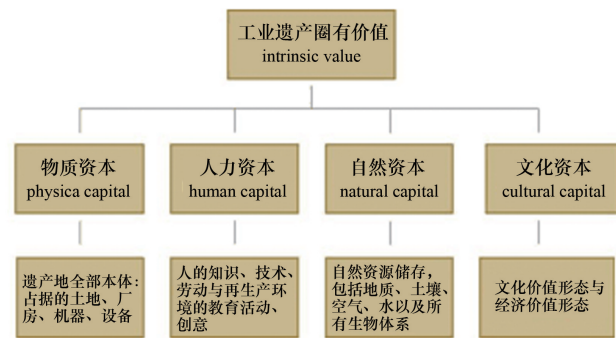 工业遗产圈有价值
intrinsic value
物质资本
physica capital
人力资本
human capital
自然资本
natural capital
文化资本
cultural capital
遗产地全部本体：
占据的土地、厂
房、机器、设备
人的知识、技术、
劳动与再生产环
境的教育活动、
创意
自然资源储存，
包括地质、土壤、
空气、水以及所
有生物体系
文化价值形态与
经济价值形态